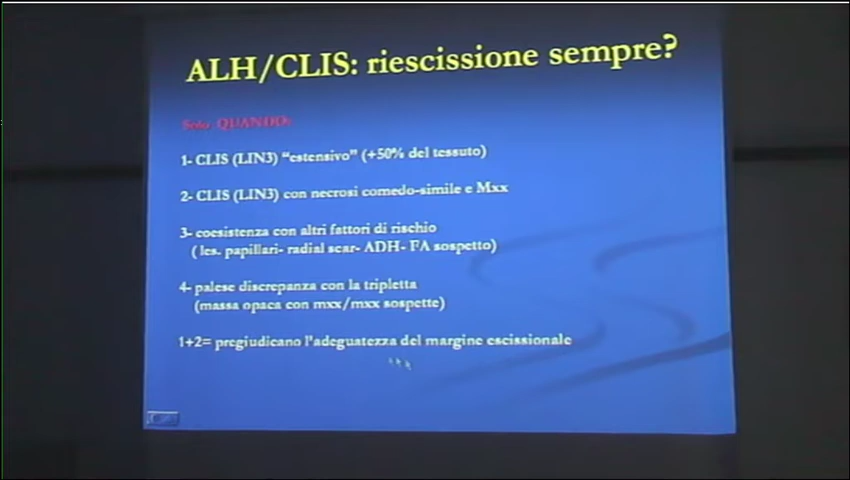 ALH/CLIS: riescissione sempre?
Solo QUANDO:
1- CLIS (LIN3) "estensivo" (+50% del tessuto)
2- CLIS (LIN3) con necrosi comedo-simile e Mxx
3- coesistenza con altri fattori di rischio
( les. papillari- radial scar- ADH- FA sospetto)
4- palese discrepanza con la tripletta
(massa opaca con mxx/mxx sospette)
1+2= pregiudicano l'adeguatezza del margine escissionale